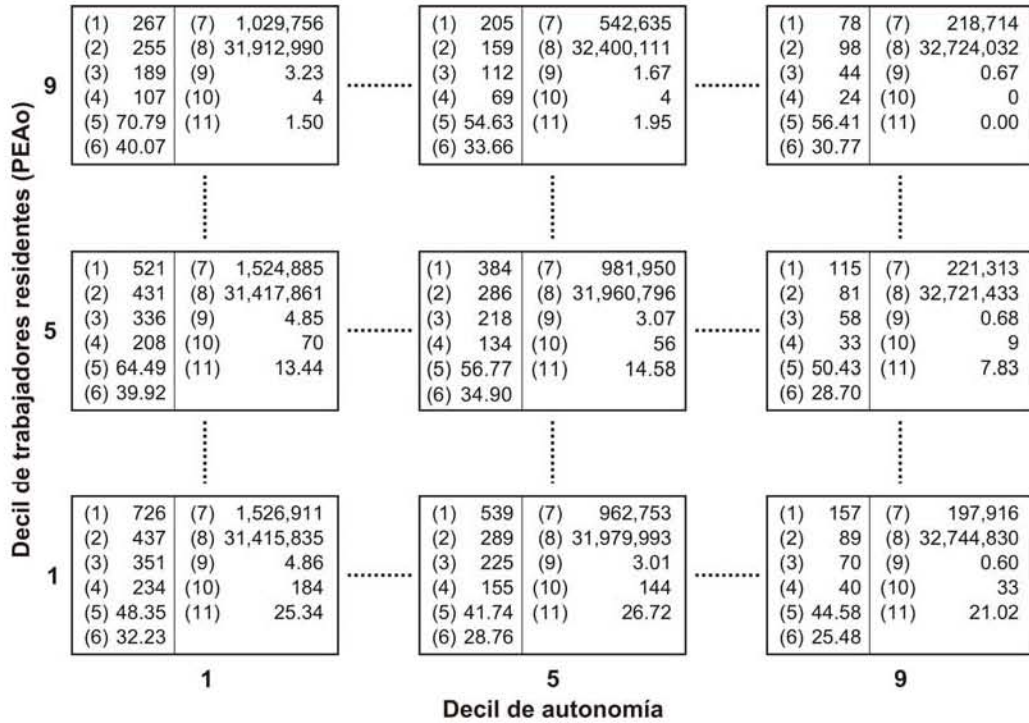 Decil de trabajadores residentes (PEAo)
9
(1) 267 (7) 1,029,756
(2) 255 (8) 31,912,990
(3) 189 (9) 3.23
(4) 107 (10) 4
(5) 70.79 (11) 1.50
(6) 40.07
(1) 205 (7) 542,635
(2) 159 (8) 32,400,111
(3) 112 (9) 1.67
(4) 69 (10) 4
(5) 54.63 (11) 1.95
(6) 33.66
(1) 78 (7) 218,714
(2) 98 (8) 32,724,032
(3) 44 (9) 0.67
(4) 24 (10) 0
(5) 56.41 (11) 0.00
(6) 30.77
5
(1) 521 (7) 1,524,885
(2) 431 (8) 31,417,861
(3) 336 (9) 4.85
(4) 208 (10) 70
(5) 64.49 (11) 13.44
(6) 39.92
(1) 384 (7) 981,950
(2) 286 (8) 31,960,796
(3) 218 (9) 3.07
(4) 134 (10) 56
(5) 56.77 (11) 14.58
(6) 34.90
(1) 115 (7) 221,313
(2) 81 (8) 32,721,433
(3) 58 (9) 0.68
(4) 33 (10) 9
(5) 50.43 (11) 7.83
(6) 28.70
1
(1) 726 (7) 1,526,911
(2) 437 (8) 31,415,835
(3) 351 (9) 4.86
(4) 234 (10) 184
(5) 48.35 (11) 25.34
(6) 32.23
(1) 539 (7) 962,753
(2) 289 (8) 31,979,993
(3) 225 (9) 3.01
(4) 155 (10) 144
(5) 41.74 (11) 26.72
(6) 28.76
(1) 157 (7) 197,916
(2) 89 (8) 32,744,830
(3) 70 (9) 0.60
(4) 40 (10) 33
(5) 44.58 (11) 21.02
(6) 25.48
1 5 9
Decil de autonomía